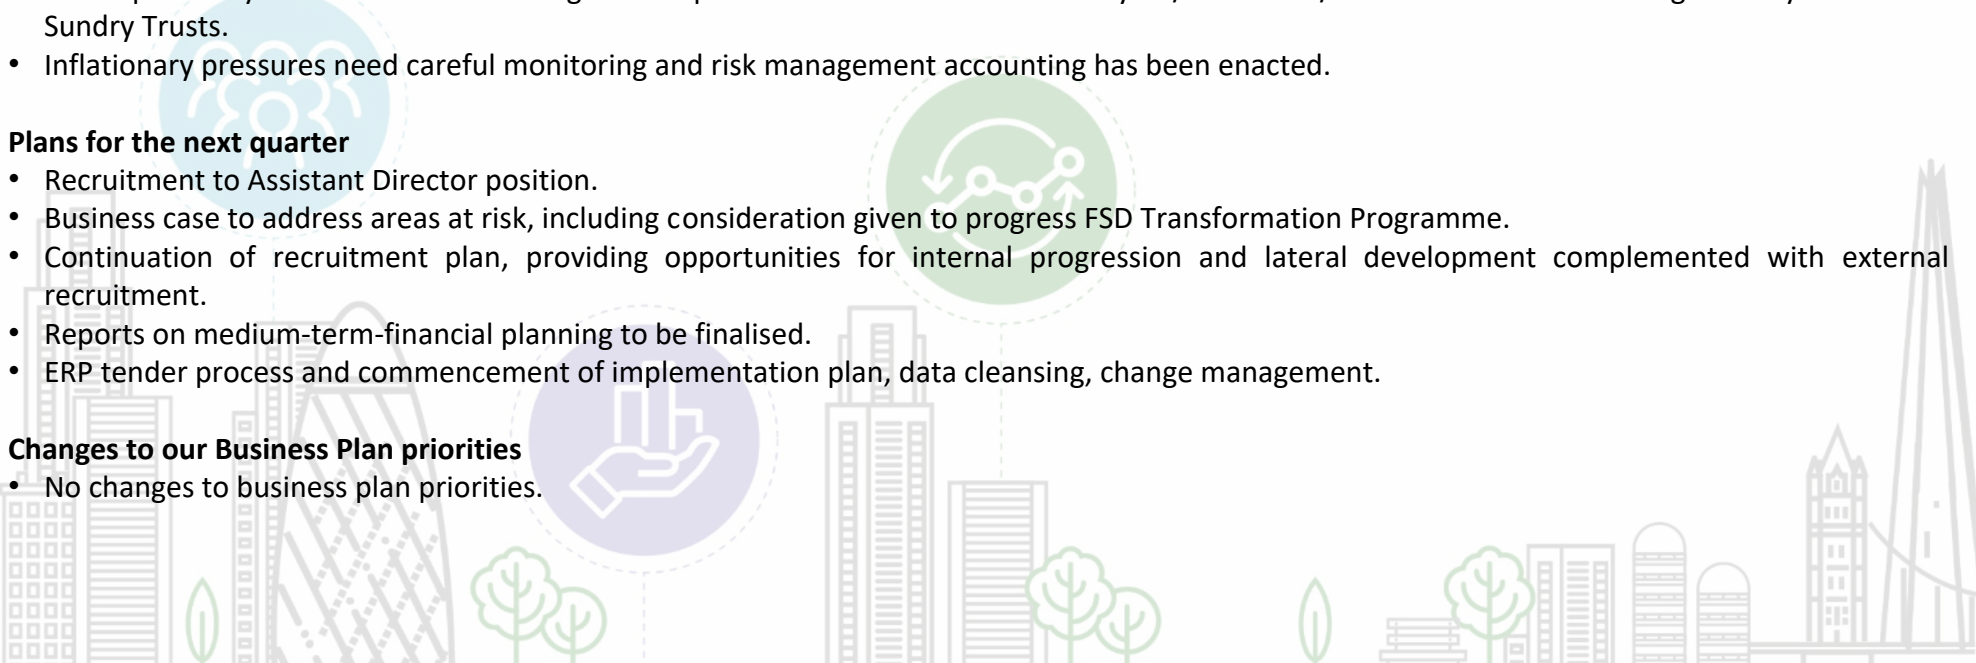 Sundry Trusts.
• Inflationary pressures need careful monitoring and risk management accounting has been enacted.
Plans for the next quarter
• Recruitment to Assistant Director position.
• Business case to address areas at risk, including consideration given to progress FSD Transformation Programme.
• Continuation of recruitment plan, providing opportunities for internal progression and lateral development complemented with external
recruitment.
• Reports on medium-term-financial planning to be finalised.
• ERP tender process and commencement of implementation plan, data cleansing, change management.
Changes to our Business Plan priorities
• No changes to business plan priorities.